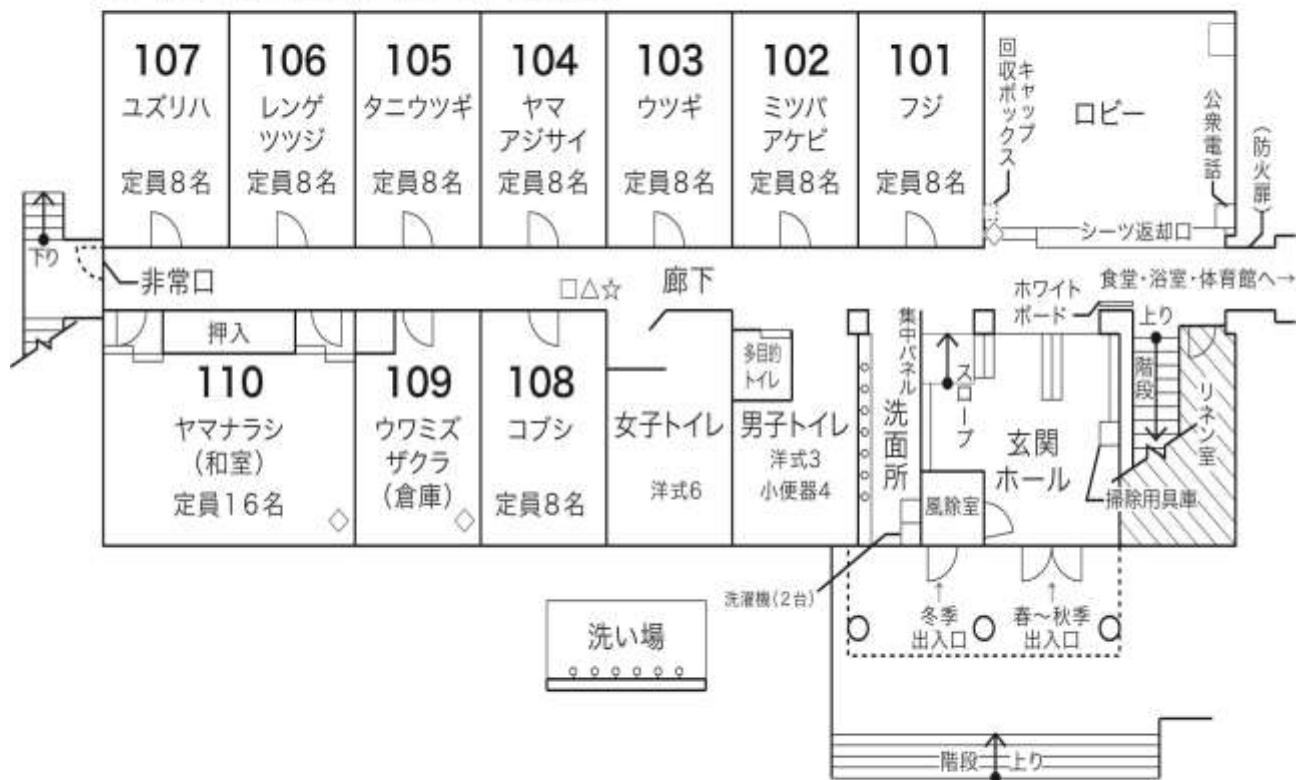 107
ユズリハ
定員8名
106
レンゲ
ツツジ
定員8名
105
タニウツギ
定員8名
104
ヤマ
アジサイ
定員8名
103
ウツギ
定員8名
102
ミツバ
アケビ
定員8名
101
フジ
定員8名
キャップ
回収ボックス
ロビー
公衆電話
(防火扉)
シーツ返却口
下り
非常口
□△☆
廊下
食堂・浴室・体育館へ→
ホワイト
ボード
上り
階段
リネン室
押入
110
ヤマナラシ
(和室)
定員16名
109
ウワミズ
ザクラ
(倉庫)
108
コブシ
定員8名
女子トイレ
洋式6
多目的
トイレ
男子トイレ
洋式3
小便器4
集中パネル
洗面所
スロープ
風除室
玄関
ホール
掃除用具庫
洗濯機(2台)
↑
冬季
出入口
↑
春~秋季
出入口
洗い場
階段
上り